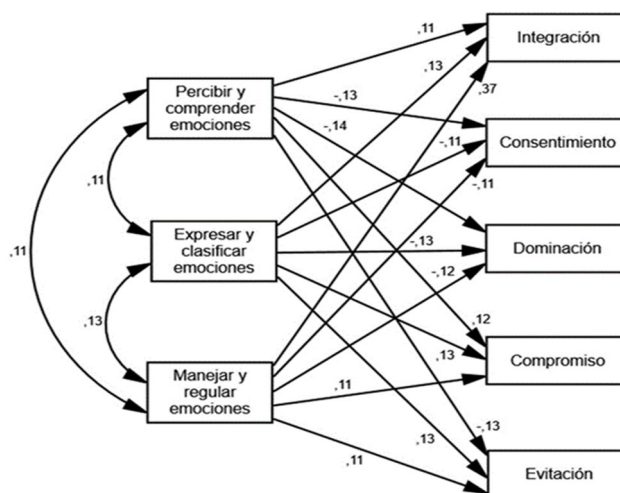 ,11
Integración
Percibir y
comprender
emociones
,13
,37
-,13
-,14
Consentimiento
-,11
,11
-,11
Expresar y
clasificar
emociones
-,13
Dominación
,11
-,12
,13
,12
Manejar y
regular
emociones
,13
Compromiso
,11
-,13
,13
,11
Evitación